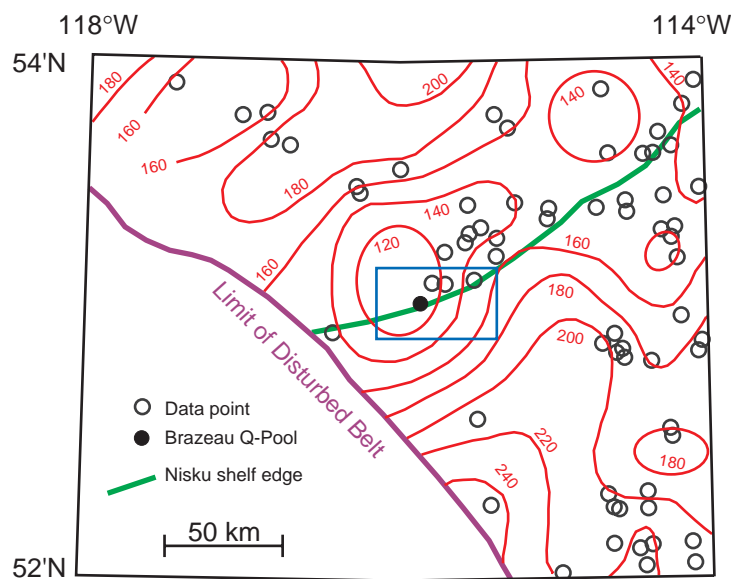 118°W 114°W
54'N
180
200
140
140
160
160
180
140
120
160
160
180
200
Limit of Disturbed Belt
Data point
Brazeau Q-Pool
Nisku shelf edge
220
180
240
50 km
52'N